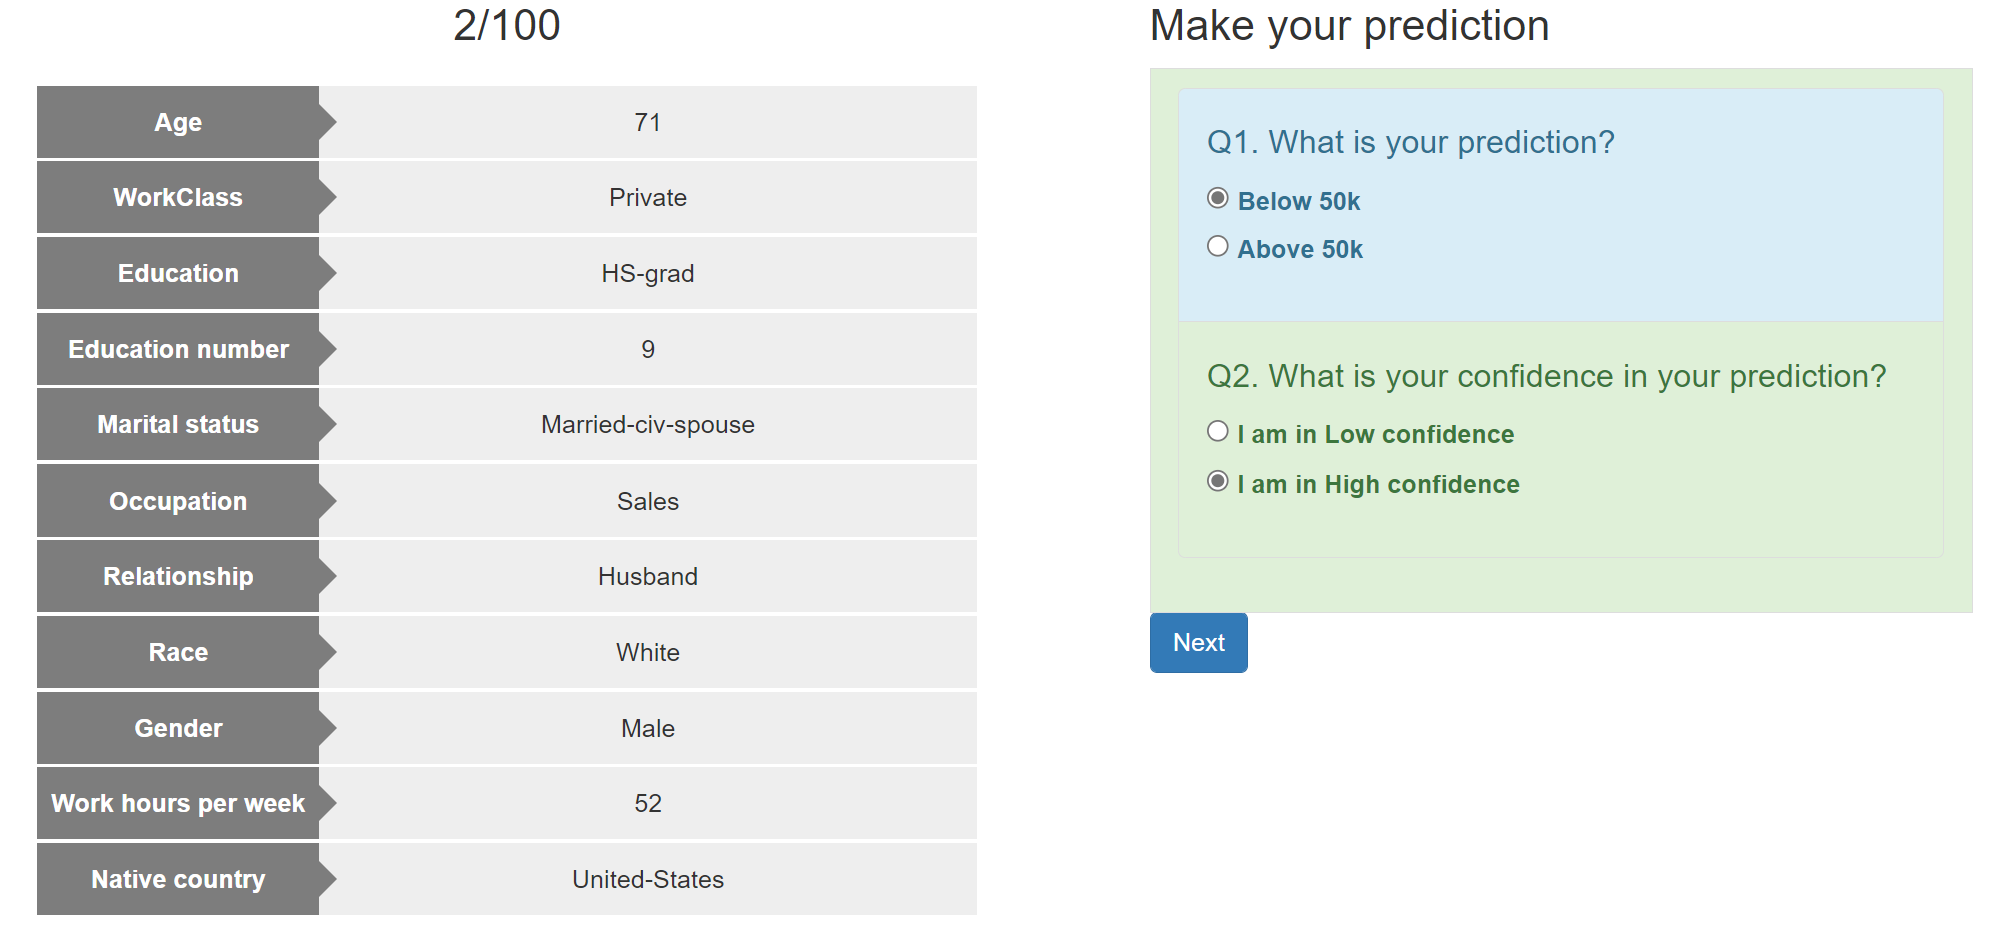 2/100
Age 71
WorkClass Private
Education HS-grad
Education number 9
Marital status Married-civ-spouse
Occupation Sales
Relationship Husband
Race White
Gender Male
Work hours per week 52
Native country United-States
Make your prediction
Q1. What is your prediction?
Below 50k
Above 50k
Q2. What is your confidence in your prediction?
I am in Low confidence
I am in High confidence
Next